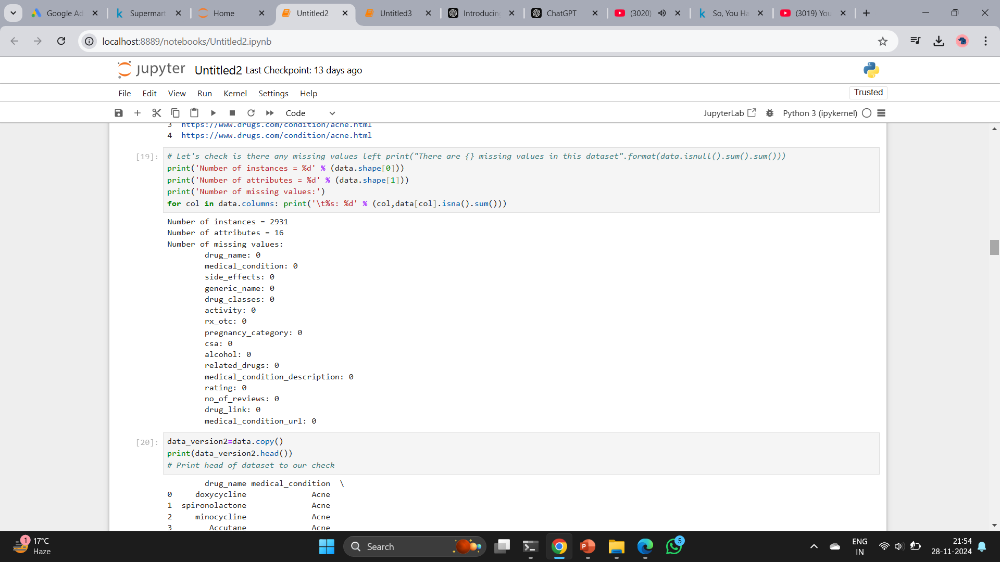 Google Ad
Supermart
Home
Untitled2
Untitled3
Introducin
ChatGPT
(3020)
So, You Ha
(3019) You
localhost:8889/notebooks/Untitled2.ipynb
jupyter Untitled2 Last Checkpoint: 13 days ago
File Edit View Run Kernel Settings Help
Trusted
Code
JupyterLab
Python 3 (ipykernel)
3 https://www.drugs.com/condition/acne.html
4 https://www.drugs.com/condition/acne.html
[19]:
# Let's check is there any missing values left print("There are {} missing values in this dataset".format(data.isnull().sum().sum()))
print('Number of instances = %d' % (data.shape[0]))
print('Number of attributes = %d' % (data.shape[1]))
print('Number of missing values:')
for col in data.columns: print('\t%s: %d' % (col,data[col].isna().sum()))
Number of instances = 2931
Number of attributes = 16
Number of missing values:
drug_name: 0
medical_condition: 0
side_effects: 0
generic_name: 0
drug_classes: 0
activity: 0
rx_otc: 0
pregnancy_category: 0
csa: 0
alcohol: 0
related_drugs: 0
medical_condition_description: 0
rating: 0
no_of_reviews: 0
drug_link: 0
medical_condition_url: 0
[20]:
data_version2=data.copy()
print(data_version2.head())
# Print head of dataset to our check
drug_name medical_condition \
0 doxycycline Acne
1 spironolactone Acne
2 minocycline Acne
3 Accutane Acne
1
17°C
Haze
Search
5
ENG
IN
21:54
28-11-2024